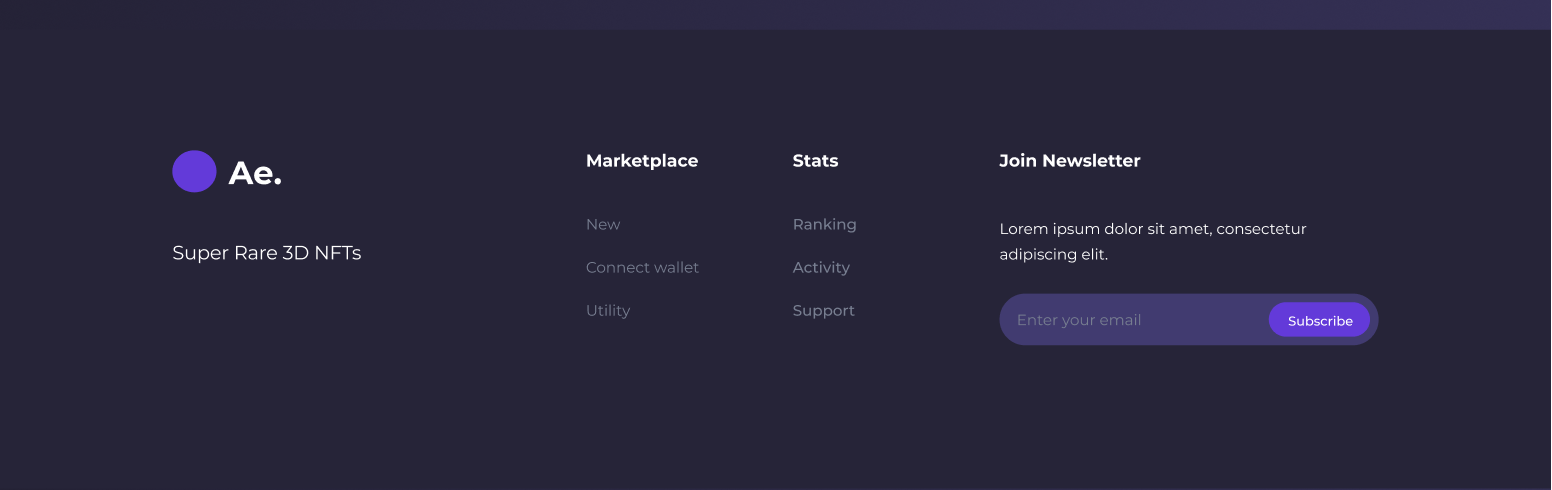 Ae.
Super Rare 3D NFTs
Marketplace
New
Connect wallet
Utility
Stats
Ranking
Activity
Support
Join Newsletter
Lorem ipsum dolor sit amet, consectetur
adipiscing elit.
Enter your email
Subscribe